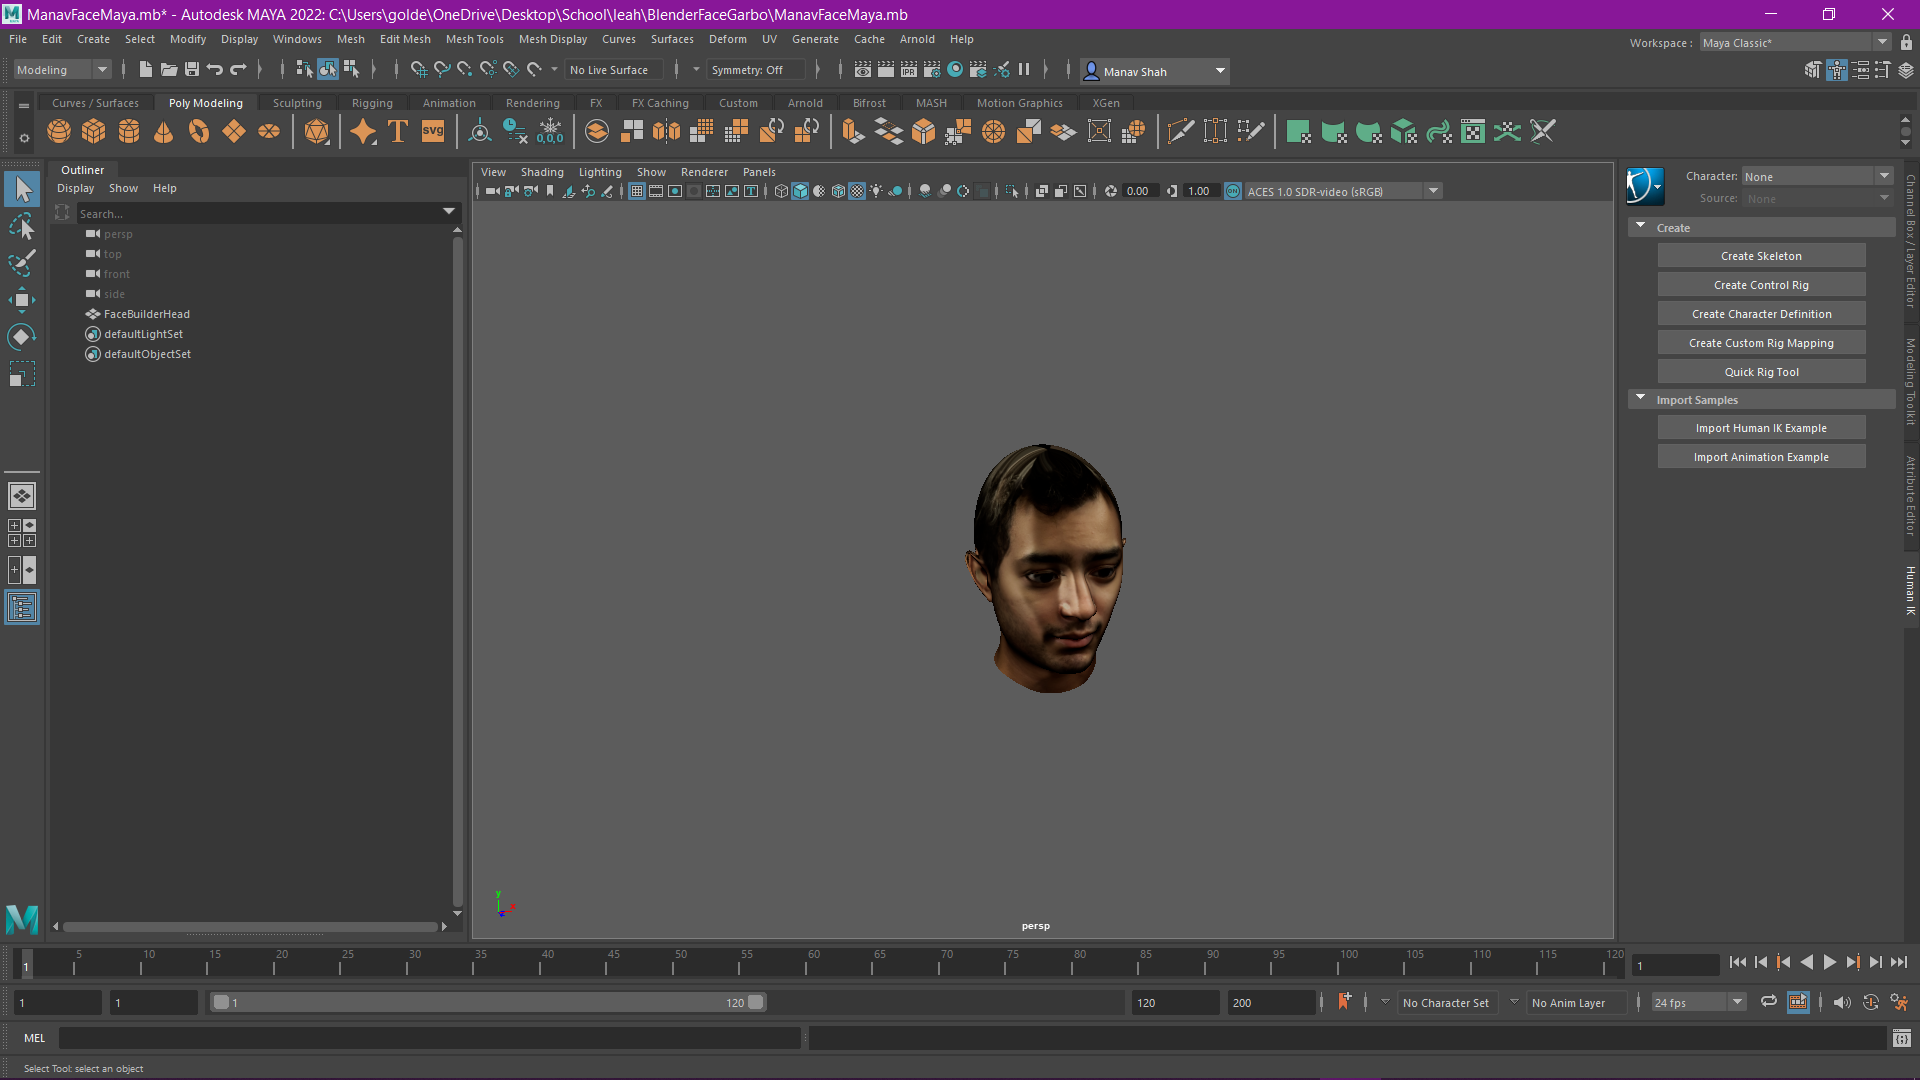 ManavFaceMaya.mb* - Autodesk MAYA 2022: C:\Users\golde\OneDrive\Desktop\School\leah\BlenderFaceGarbo\ManavFaceMaya.mb
File Edit Create Select Modify Display Windows Mesh Edit Mesh Mesh Tools Mesh Display Curves Surfaces Deform UV Generate Cache Arnold Help
Workspace : Maya Classic*
Modeling No Live Surface Symmetry: Off IPR Manav Shah
Curves / Surfaces Poly Modeling Sculpting Rigging Animation Rendering FX FX Caching Custom Arnold Bifrost MASH Motion Graphics XGen
T SVG 0,0,0
Outliner
Display Show Help
Search...
persp
top
front
side
FaceBuilderHead
defaultLightSet
defaultObjectSet
View Shading Lighting Show Renderer Panels
0.00 1.00 ON ACES 1.0 SDR-video (sRGB)
y
x
z
persp
Character: None
Source: None
Create
Create Skeleton
Create Control Rig
Create Character Definition
Create Custom Rig Mapping
Quick Rig Tool
Import Samples
Import Human IK Example
Import Animation Example
Channel Box / Layer Editor
Modeling Toolkit
Attribute Editor
Human IK
M
1 5 10 15 20 25 30 35 40 45 50 55 60 65 70 75 80 85 90 95 100 105 110 115 120 1
1 1 1 120 120 200 No Character Set No Anim Layer 24 fps
MEL
Select Tool: select an object